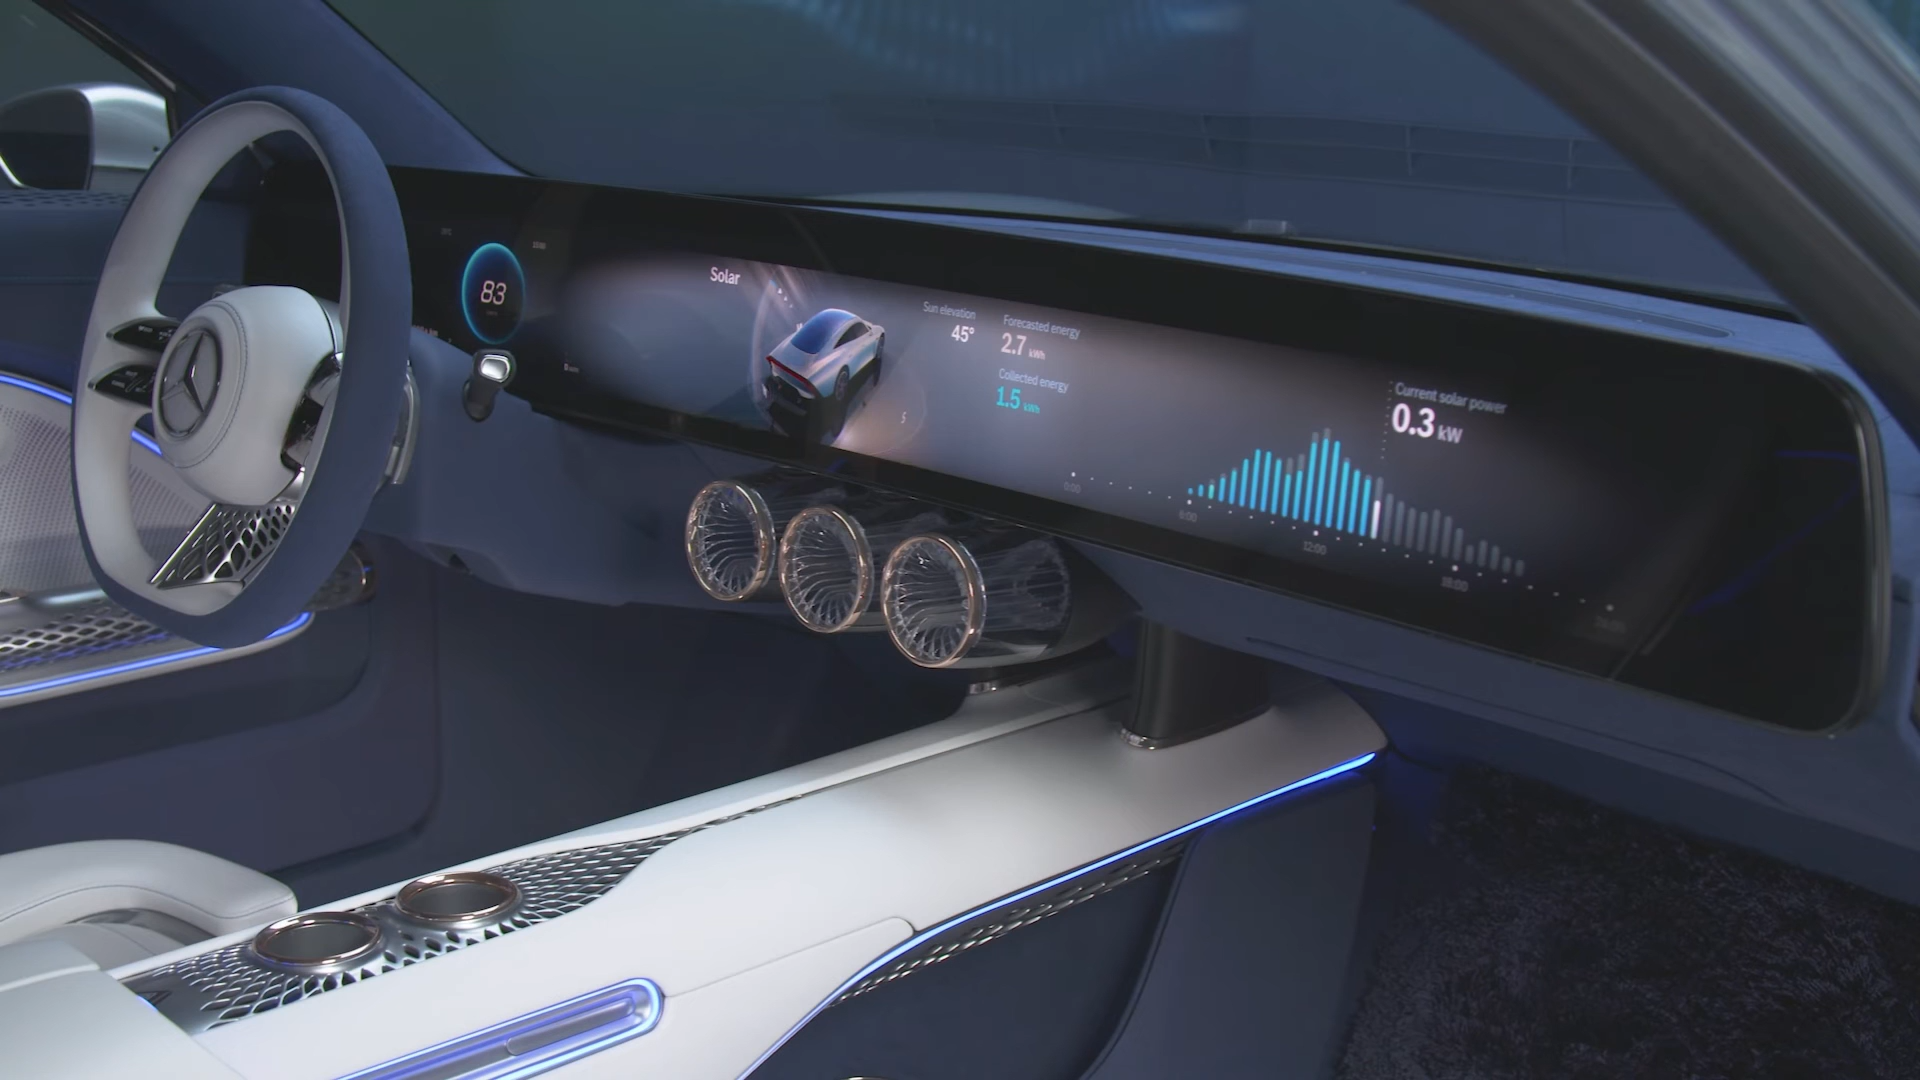 83
Solar
Sun elevation
45°
Forecasted energy
2.7 kWh
Collected energy
1.5 kWh
5
Current solar power
0.3 kW
0:00
6:00
12:00
18:00